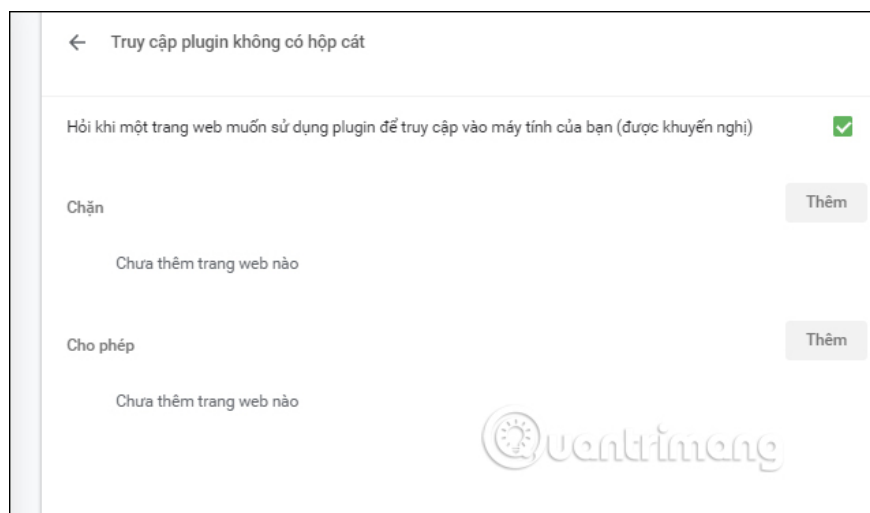 Truy cập plugin không có hộp cát
Hỏi khi một trang web muốn sử dụng plugin để truy cập vào máy tính của bạn (được khuyến nghị)
Chặn
Thêm
Chưa thêm trang web nào
Cho phép
Thêm
Chưa thêm trang web nào
Quantrimang